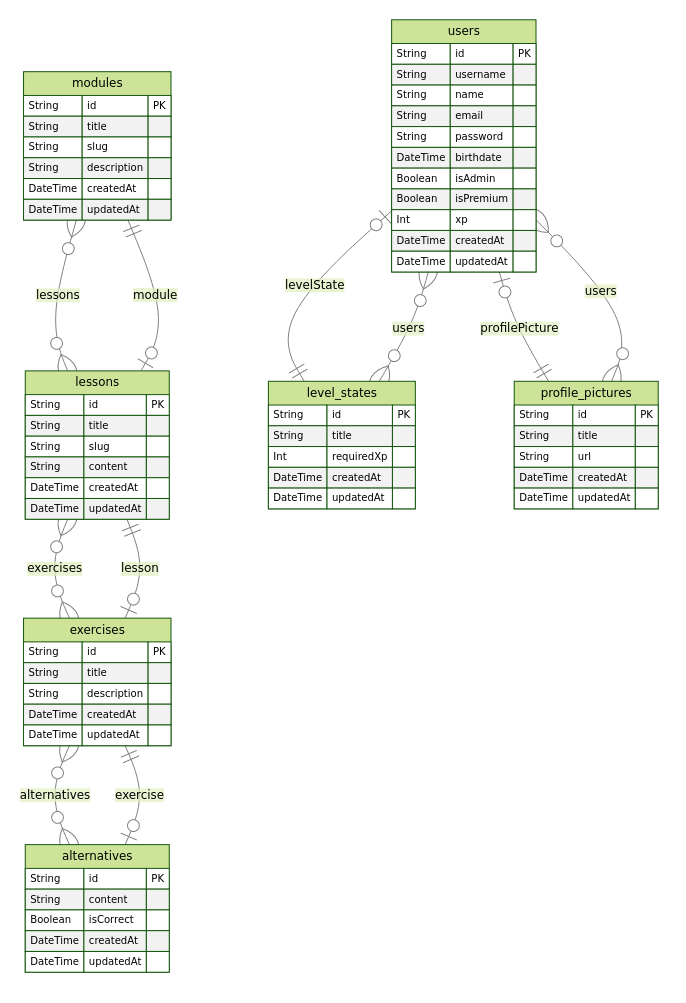 modules
String id PK
String title
String slug
String description
DateTime createdAt
DateTime updatedAt
lessons
module
lessons
String id PK
String title
String slug
String content
DateTime createdAt
DateTime updatedAt
exercises
lesson
exercises
String id PK
String title
String description
DateTime createdAt
DateTime updatedAt
alternatives
exercise
alternatives
String id PK
String content
Boolean isCorrect
DateTime createdAt
DateTime updatedAt
users
String id PK
String username
String name
String email
String password
DateTime birthdate
Boolean isAdmin
Boolean isPremium
Int xp
DateTime createdAt
DateTime updatedAt
levelState
users
profilePicture
users
level_states
String id PK
String title
Int requiredXp
DateTime createdAt
DateTime updatedAt
profile_pictures
String id PK
String title
String url
DateTime createdAt
DateTime updatedAt